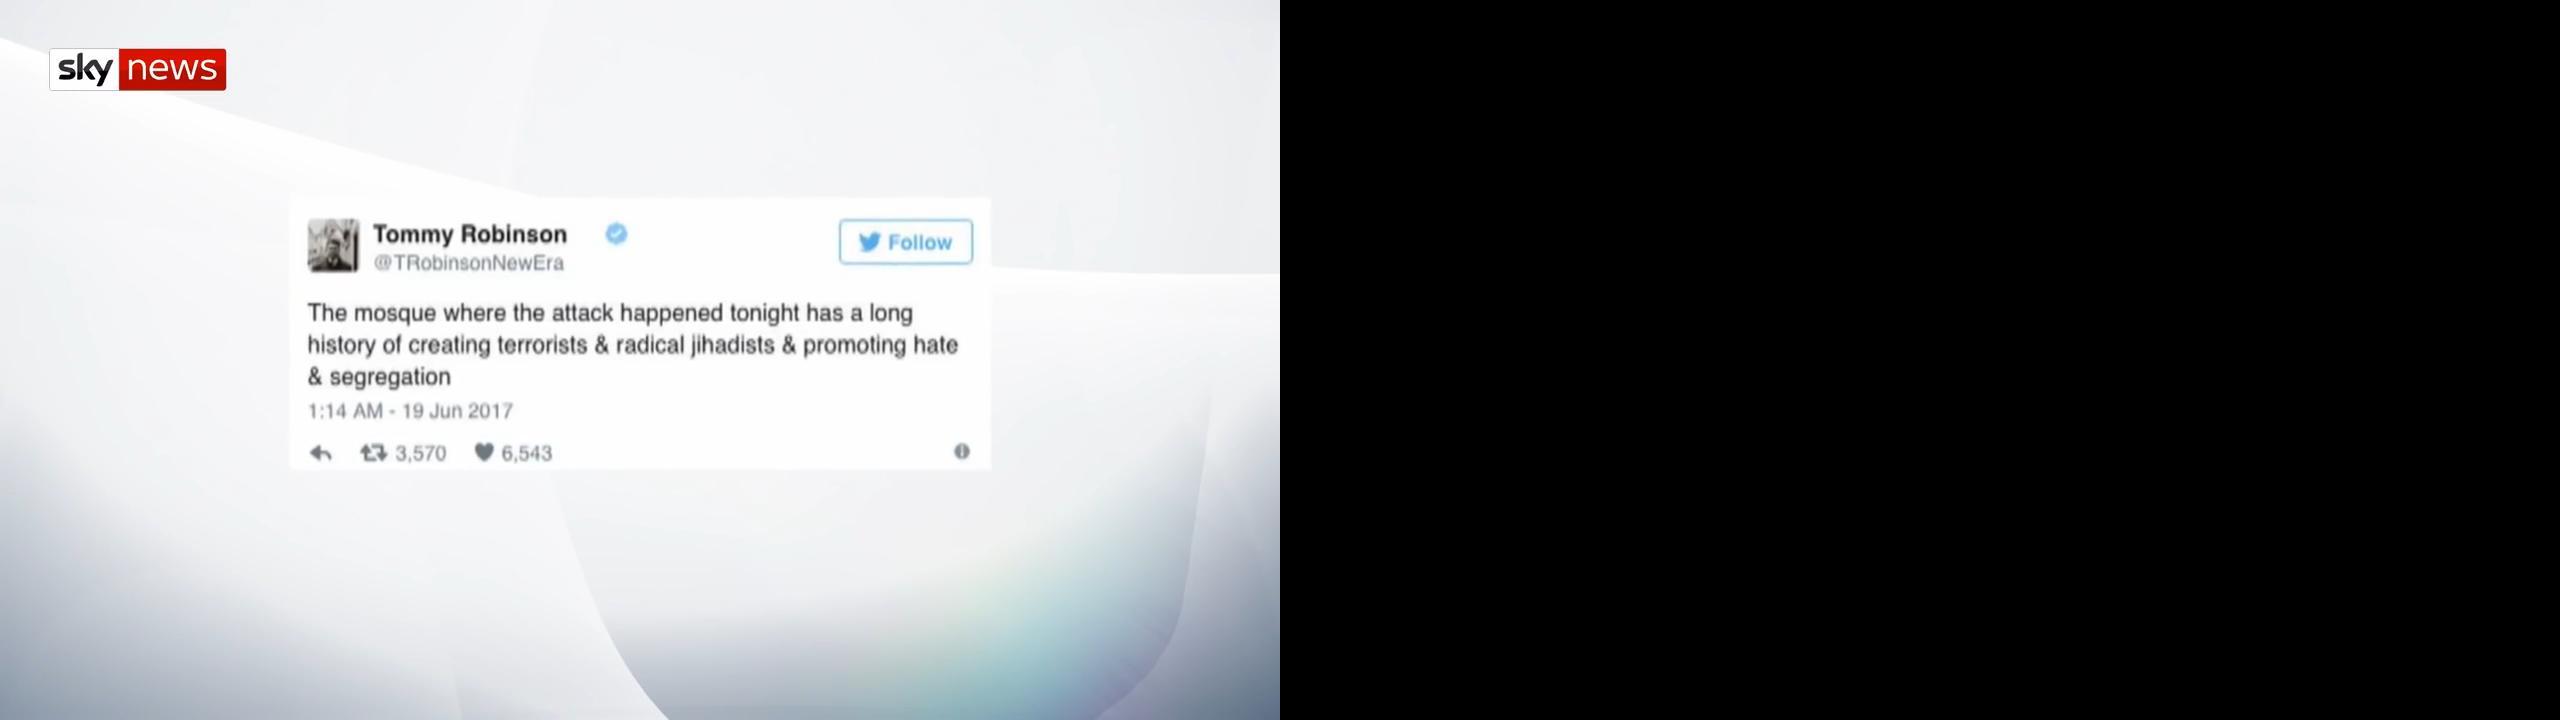 sky news
Tommy Robinson
Follow
@TRobinsonNewEra
The mosque where the attack happened tonight has a long
history of creating terrorists & radical jihadists & promoting hate
& segregation
1:14 AM - 19 Jun 2017
3,570 6,543